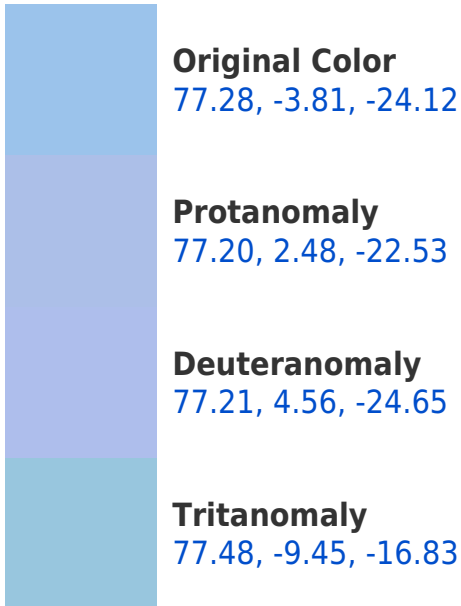 Original Color
77.28, -3.81, -24.12
Protanomaly
77.20, 2.48, -22.53
Deuteranomaly
77.21, 4.56, -24.65
Tritanomaly
77.48, -9.45, -16.83